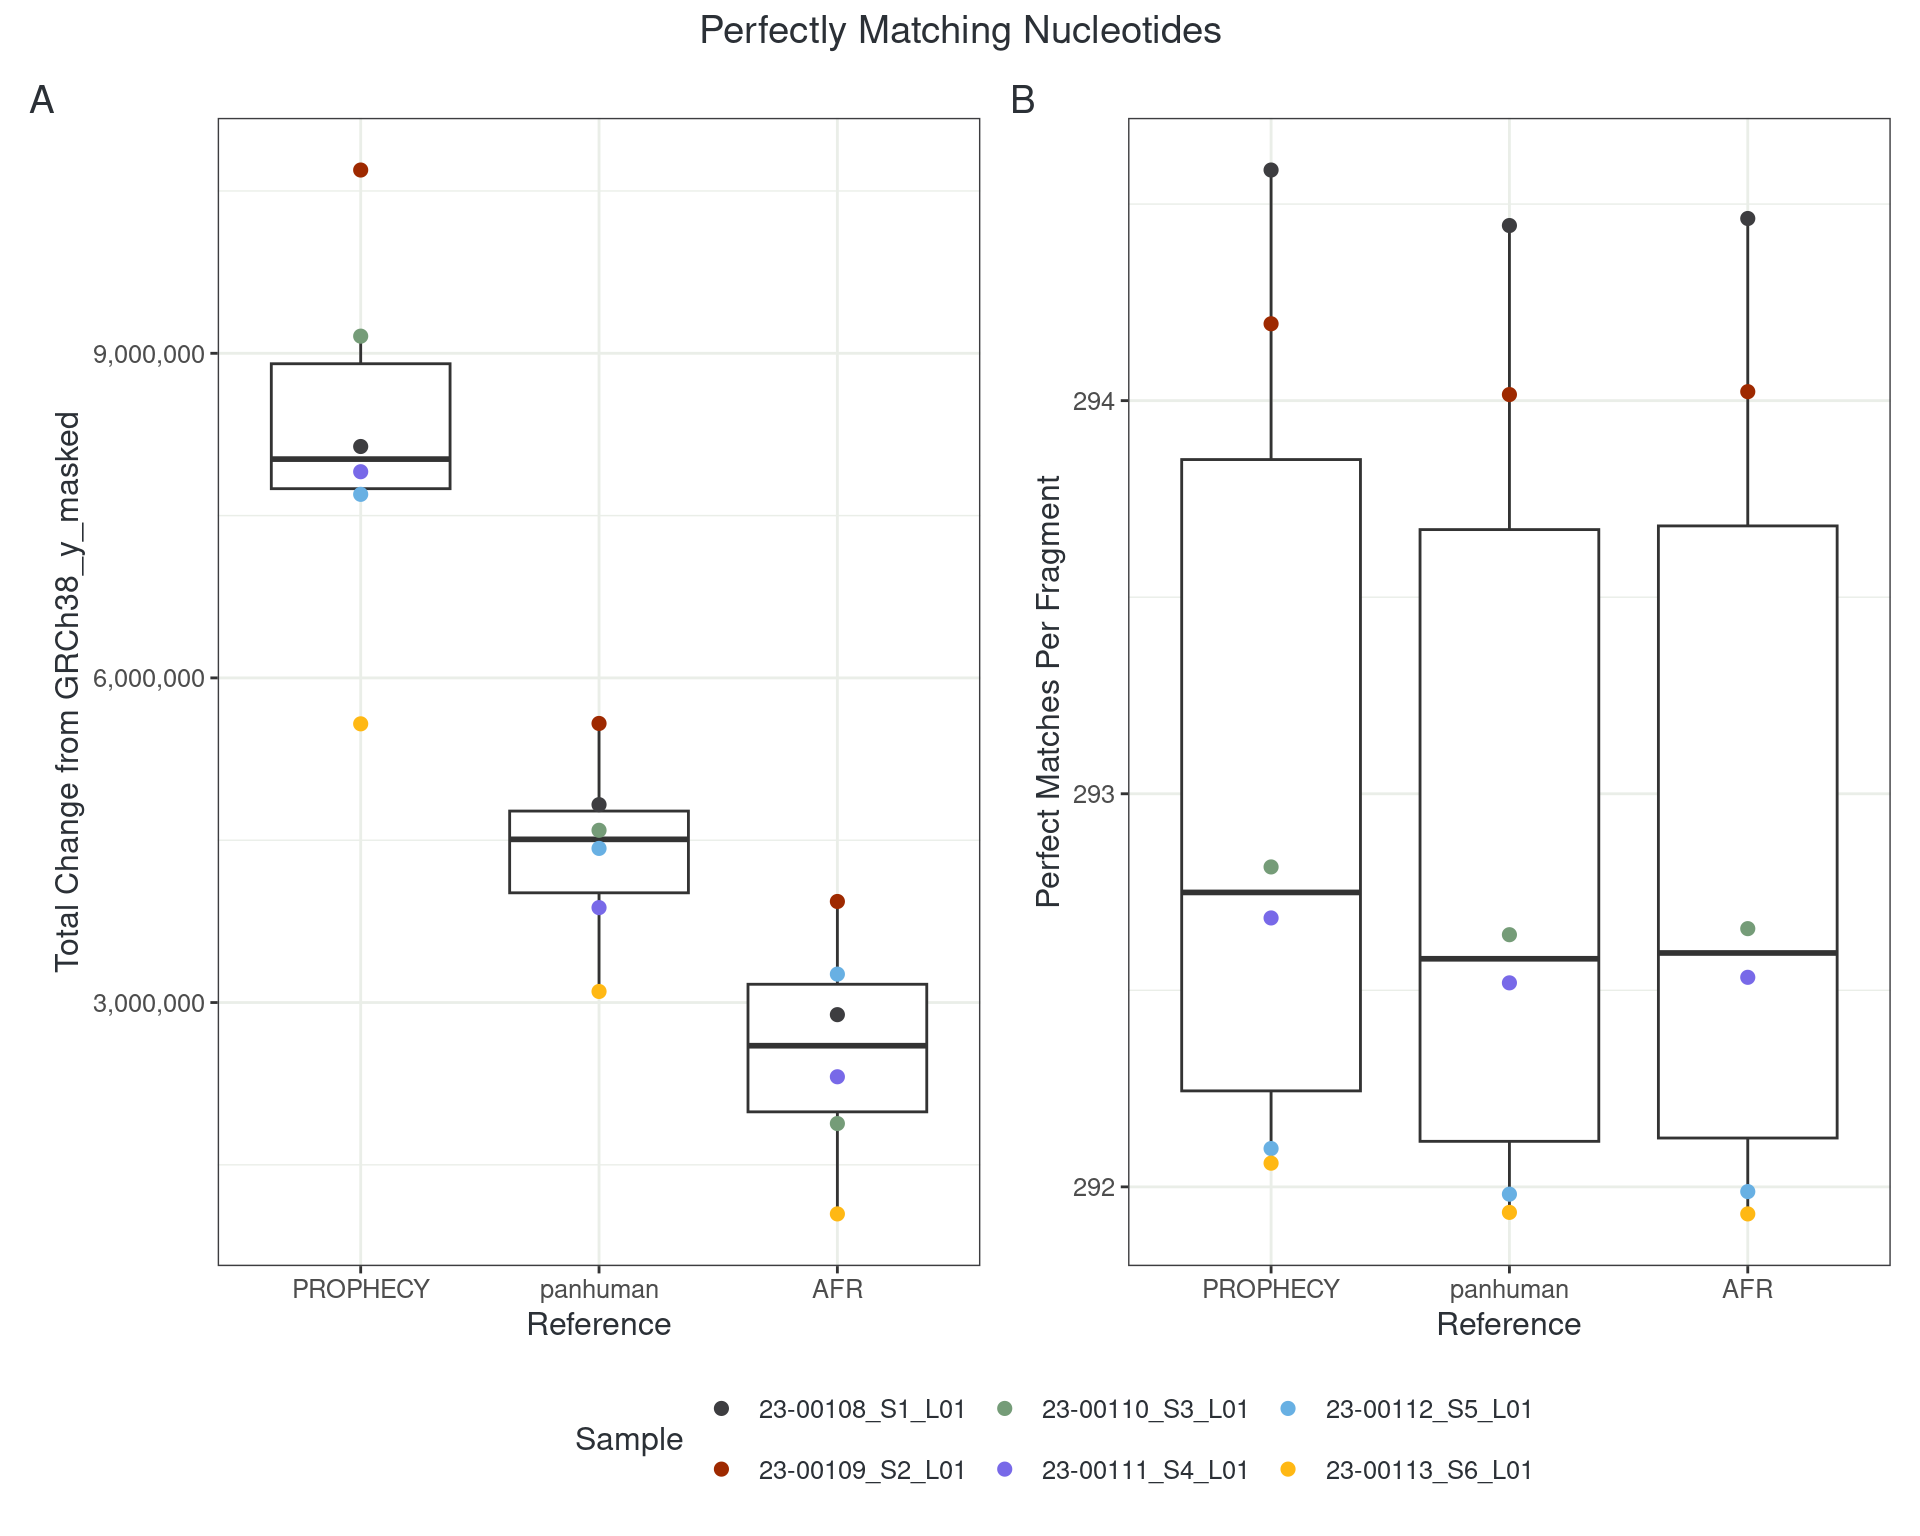 Perfectly Matching Nucleotides
A
Total Change from GRCh38_y_masked
9,000,000
6,000,000
3,000,000
PROPHECY panhuman AFR
Reference
B
Perfect Matches Per Fragment
294
293
292
PROPHECY panhuman AFR
Reference
Sample
23-00108_S1_L01 23-00110_S3_L01 23-00112_S5_L01
23-00109_S2_L01 23-00111_S4_L01 23-00113_S6_L01